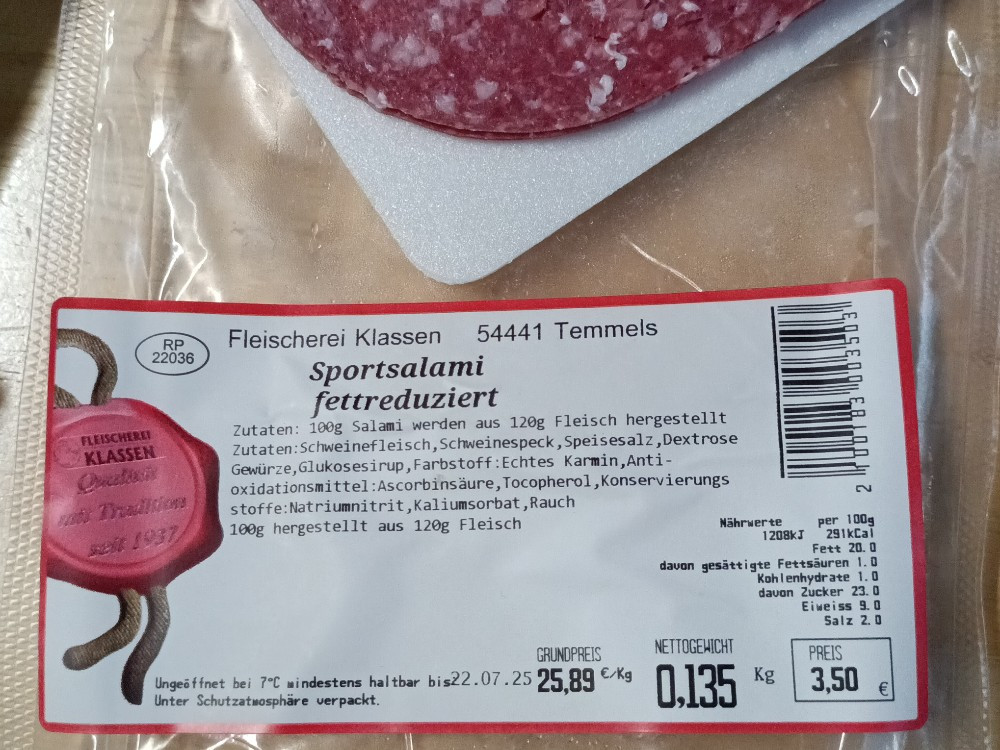 RP
22036
Fleischerei Klassen 54441 Temmels
Sportsalami
fettreduziert
Zutaten: 100g Salami werden aus 120g Fleisch hergestellt
Zutaten:Schweinefleisch,Schweinespeck,Speisesalz,Dextrose
Gewürze,Glukosesirup,Farbstoff:Echtes Karmin,Anti-
oxidationsmittel:Ascorbinsäure,Tocopherol,Konservierungs
stoffe:Natriumnitrit,Kaliumsorbat,Rauch
100g hergestellt aus 120g Fleisch
FLEISCHEREI
KLASSEN
Qualität
mit Tradition
seit 1937
Nährwerte per 100g
1208kJ 291kCal
Fett 20.0
davon gesättigte Fettsäuren 1.0
Kohlenhydrate 1.0
davon Zucker 23.0
Eiweiss 9.0
Salz 2.0
Ungeöffnet bei 7°C mindestens haltbar bis 22.07.25
Unter Schutzatmosphäre verpackt.
GRUNDPREIS
25,89 €/Kg
NETTOGEWICHT
0,135 Kg
PREIS
3,50 €